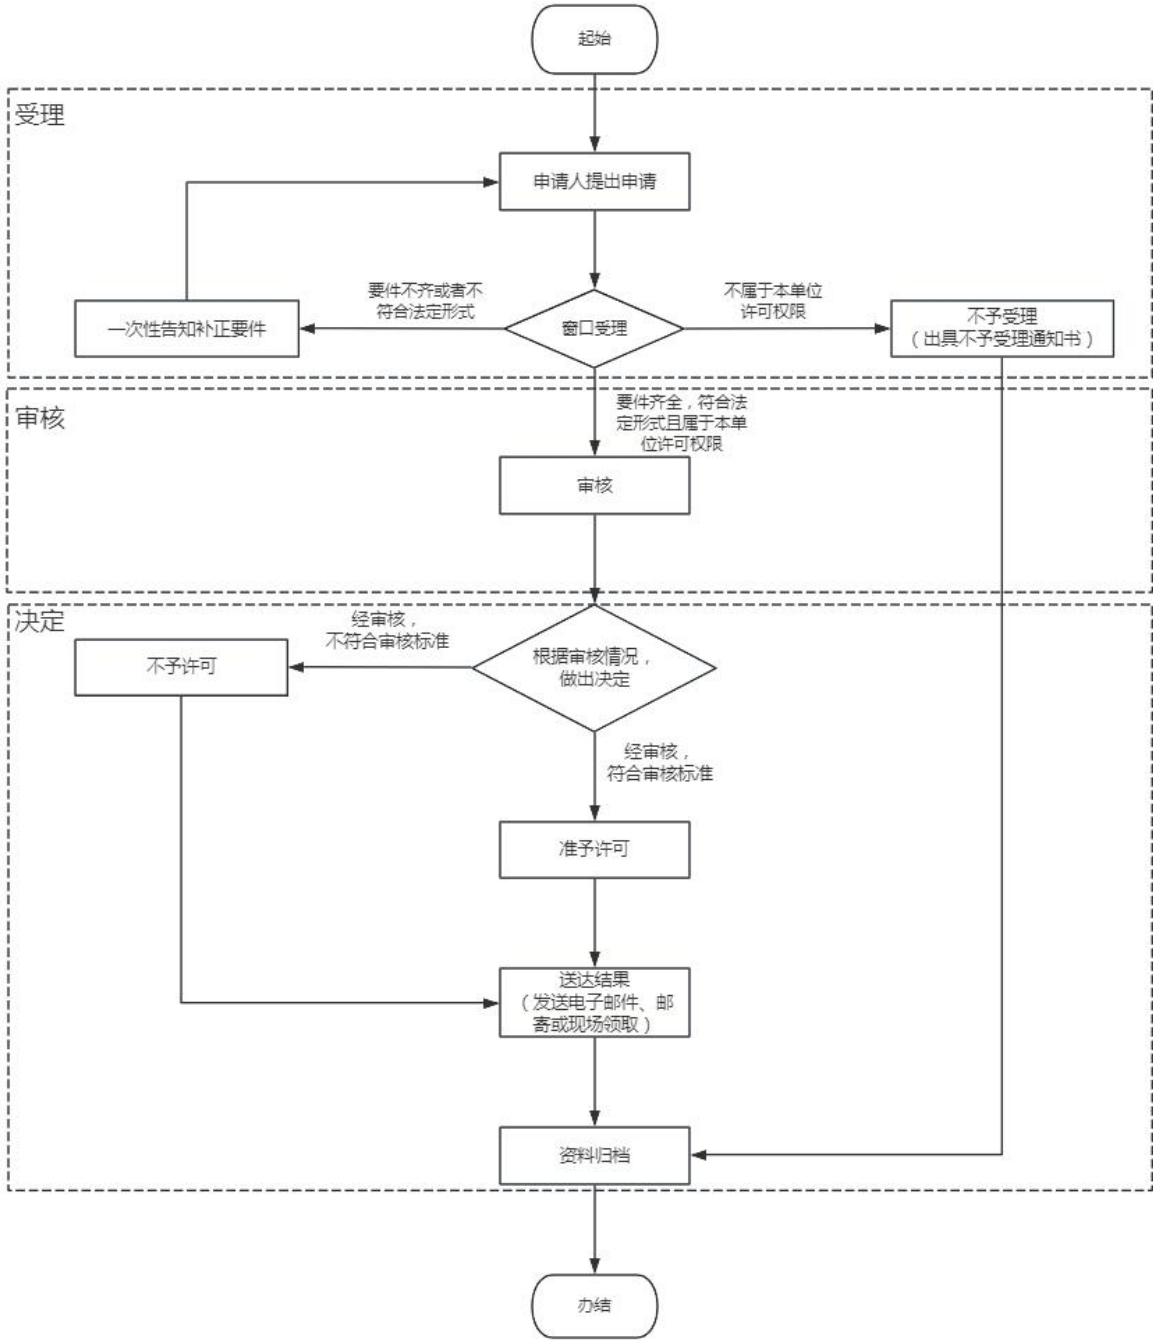 起始
受理
申请人提出申请
要件不齐或者不
符合法定形式
不属于本单位
许可权限
一次性告知补正要件
窗口受理
不予受理
（出具不予受理通知书）
审核
要件齐全，符合法
定形式且属于本单
位许可权限
审核
决定
经审核，
不符合审核标准
不予许可
根据审核情况，
做出决定
经审核，
符合审核标准
准予许可
送达结果
（发送电子邮件、邮
寄或现场领取）
资料归档
办结